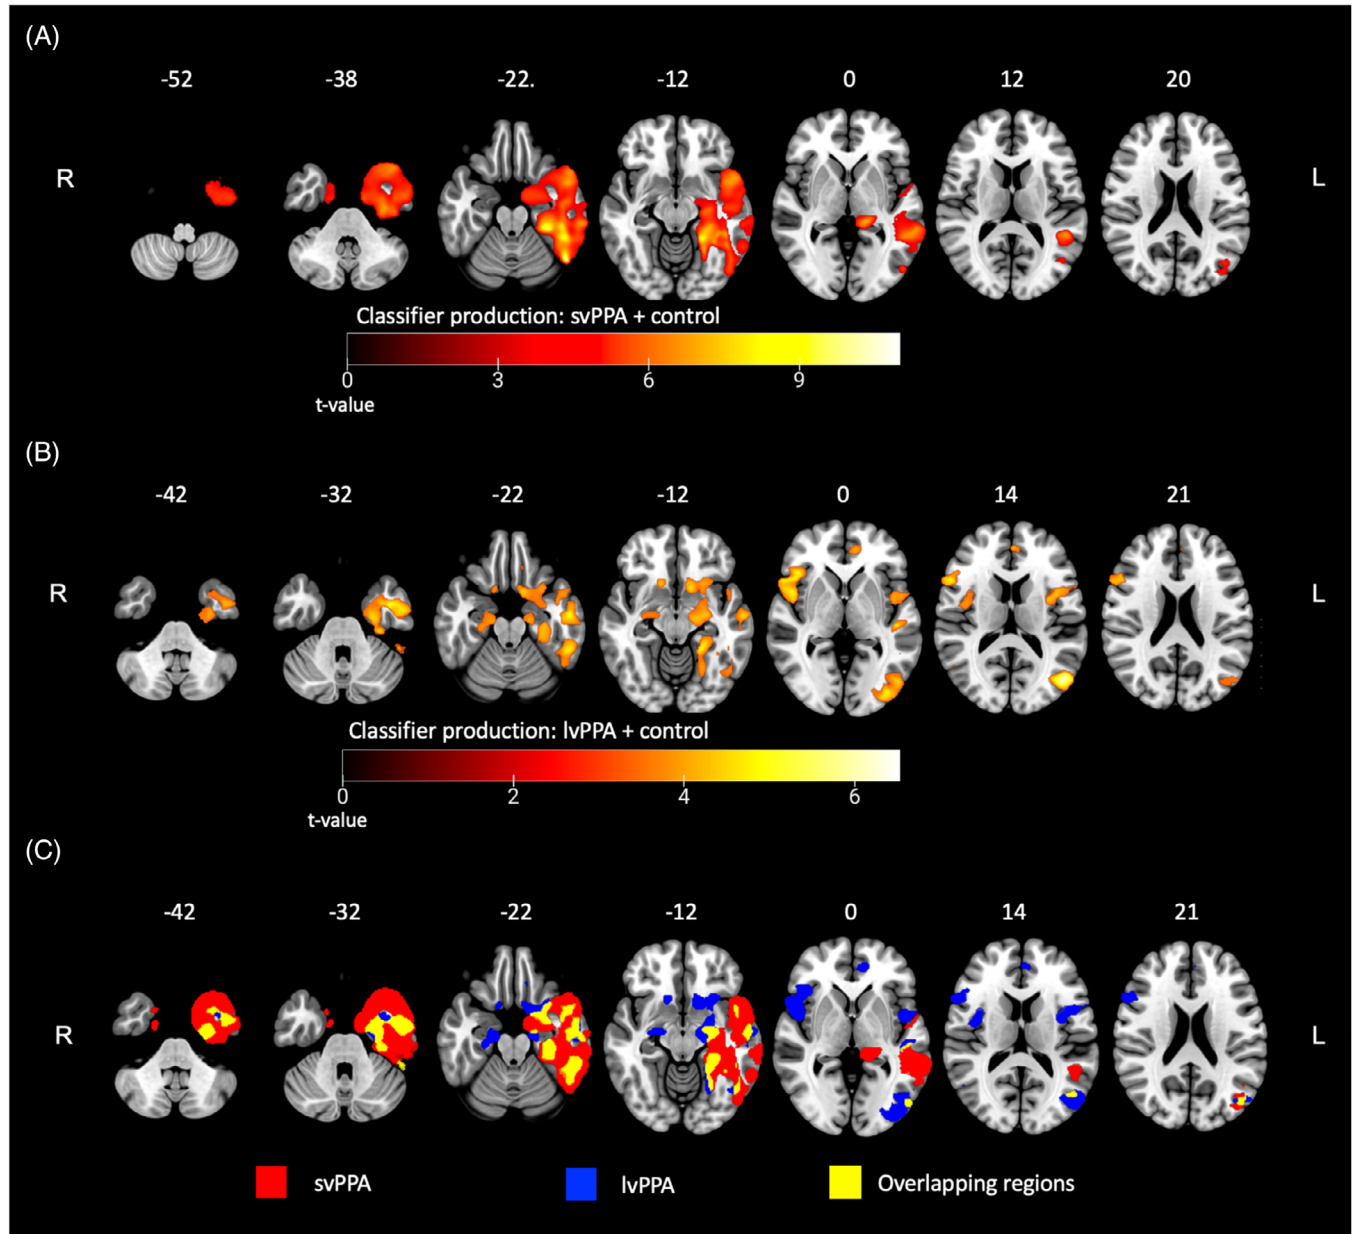 (A)
-52 -38 -22. -12 0 12 20
R L
Classifier production: svPPA + control
0 3 6 9
t-value
(B)
-42 -32 -22 -12 0 14 21
R L
Classifier production: lvPPA + control
0 2 4 6
t-value
(C)
-42 -32 -22 -12 0 14 21
R L
svPPA lvPPA Overlapping regions